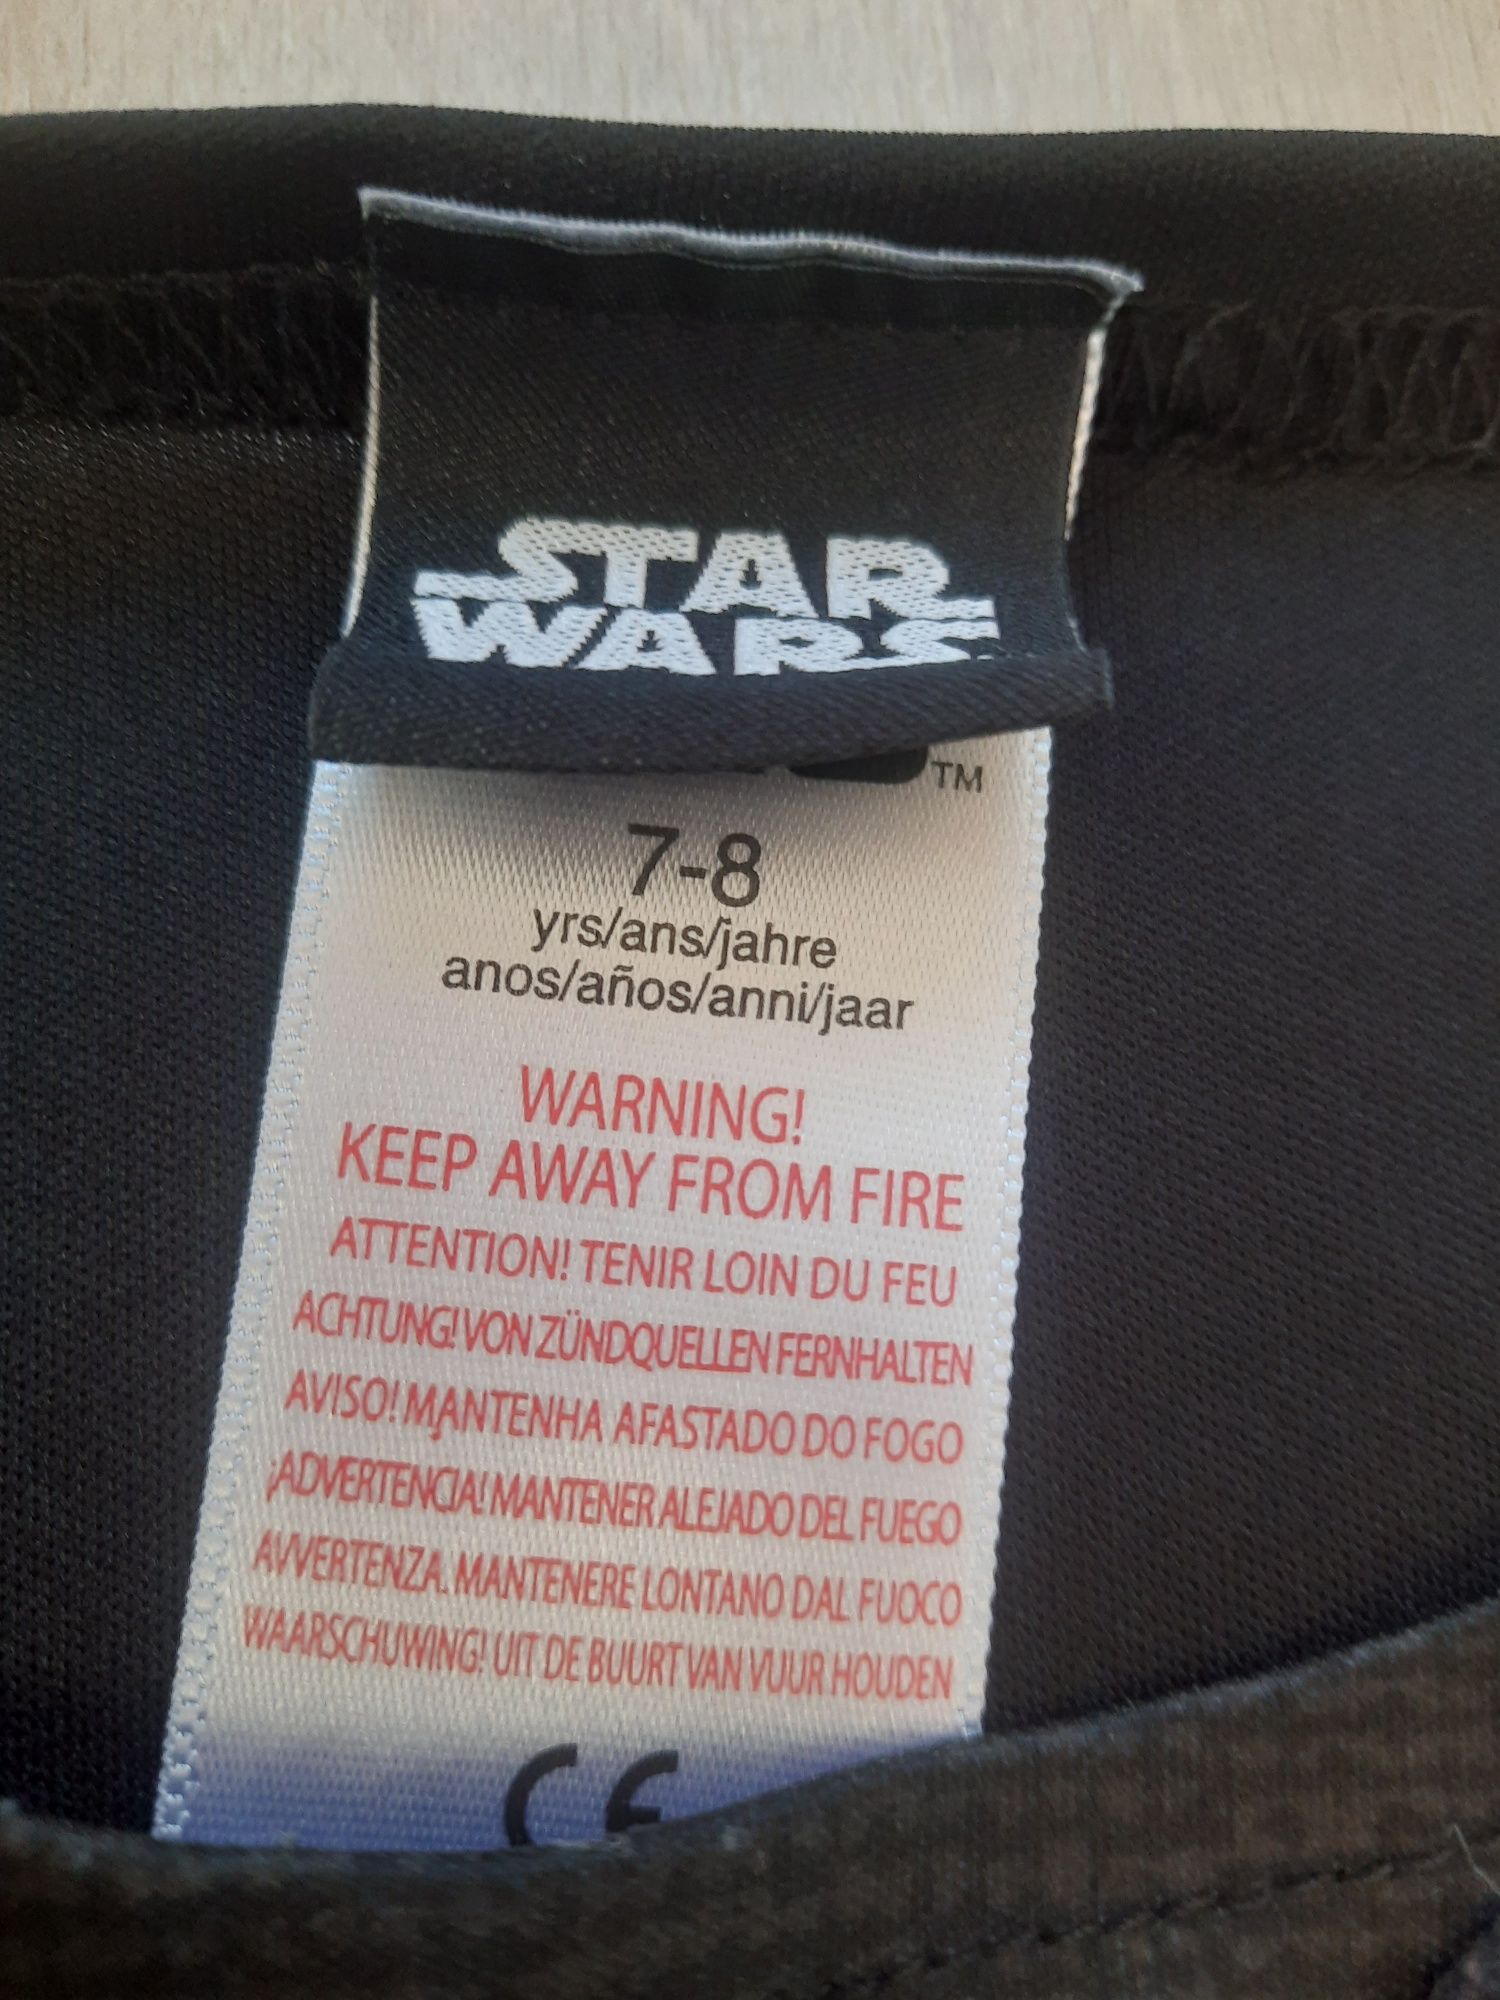 STAR
WARS
TM
7-8
yrs/ans/jahre
anos/años/anni/jaar
WARNING!
KEEP AWAY FROM FIRE
ATTENTION! TENIR LOIN DU FEU
ACHTUNG! VON ZÜNDQUELLEN FERNHALTEN
AVISO! MANTENHA AFASTADO DO FOGO
¡ADVERTENCIA! MANTENER ALEJADO DEL FUEGO
AVVERTENZA. MANTENERE LONTANO DAL FUOCO
WAARSCHUWING! UIT DE BUURT VAN VUUR HOUDEN
CE